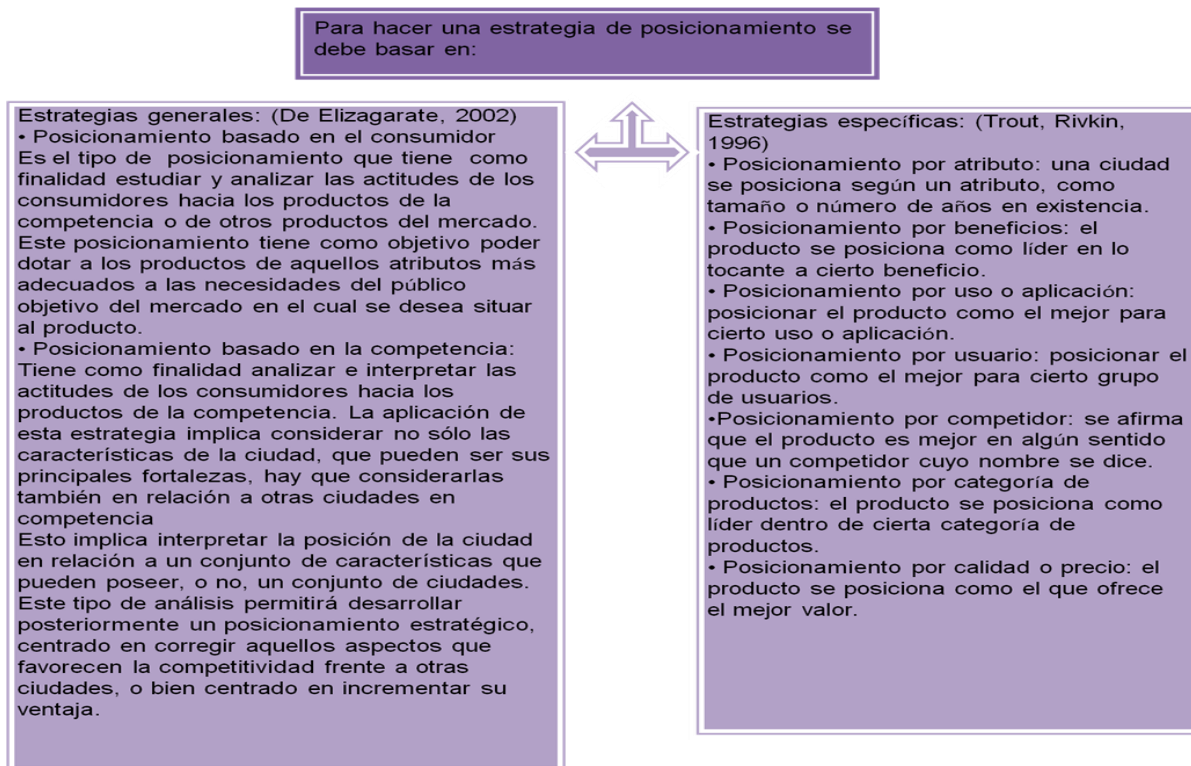 Para hacer una estrategia de posicionamiento se
debe basar en:
Estrategias generales: (De Elizagarate, 2002)
• Posicionamiento basado en el consumidor
Es el tipo de posicionamiento que tiene como
finalidad estudiar y analizar las actitudes de los
consumidores hacia los productos de la
competencia o de otros productos del mercado.
Este posicionamiento tiene como objetivo poder
dotar a los productos de aquellos atributos más
adecuados a las necesidades del público
objetivo del mercado en el cual se desea situar
al producto.
• Posicionamiento basado en la competencia:
Tiene como finalidad analizar e interpretar las
actitudes de los consumidores hacia los
productos de la competencia. La aplicación de
esta estrategia implica considerar no sólo las
características de la ciudad, que pueden ser sus
principales fortalezas, hay que considerarlas
también en relación a otras ciudades en
competencia
Esto implica interpretar la posición de la ciudad
en relación a un conjunto de características que
pueden poseer, o no, un conjunto de ciudades.
Este tipo de análisis permitirá desarrollar
posteriormente un posicionamiento estratégico,
centrado en corregir aquellos aspectos que
favorecen la competitividad frente a otras
ciudades, o bien centrado en incrementar su
ventaja.
Estrategias específicas: (Trout, Rivkin,
1996)
• Posicionamiento por atributo: una ciudad
se posiciona según un atributo, como
tamaño o número de años en existencia.
• Posicionamiento por beneficios: el
producto se posiciona como líder en lo
tocante a cierto beneficio.
• Posicionamiento por uso o aplicación:
posicionar el producto como el mejor para
cierto uso o aplicación.
• Posicionamiento por usuario: posicionar el
producto como el mejor para cierto grupo
de usuarios.
•Posicionamiento por competidor: se afirma
que el producto es mejor en algún sentido
que un competidor cuyo nombre se dice.
• Posicionamiento por categoría de
productos: el producto se posiciona como
líder dentro de cierta categoría de
productos.
• Posicionamiento por calidad o precio: el
producto se posiciona como el que ofrece
el mejor valor.